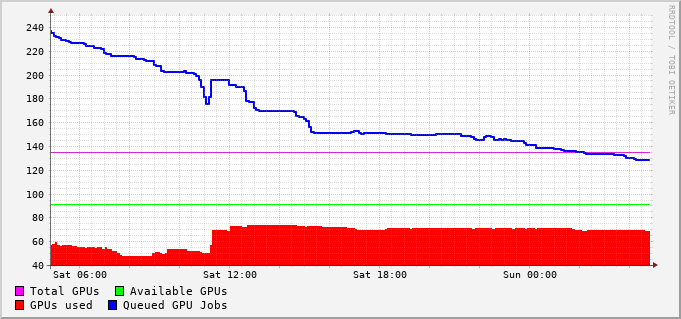 240
220
200
180
160
140
120
100
80
60
40
Sat 06:00 Sat 12:00 Sat 18:00 Sun 00:00
Total GPUs Available GPUs
GPUs used Queued GPU Jobs
RRDTOOL / TOBI OETIKER